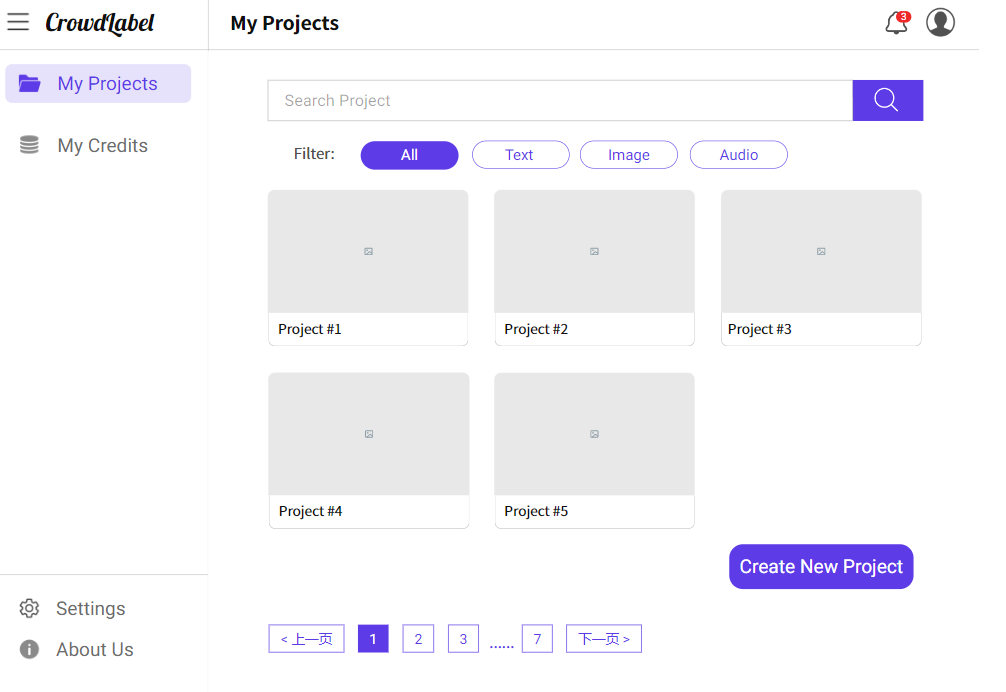 CrowdLabel
My Projects
3
My Projects
My Credits
Search Project
Filter: All Text Image Audio
Project #1 Project #2 Project #3
Project #4 Project #5
Create New Project
Settings
About Us
< 上一页 1 2 3 ...... 7 下一页 >